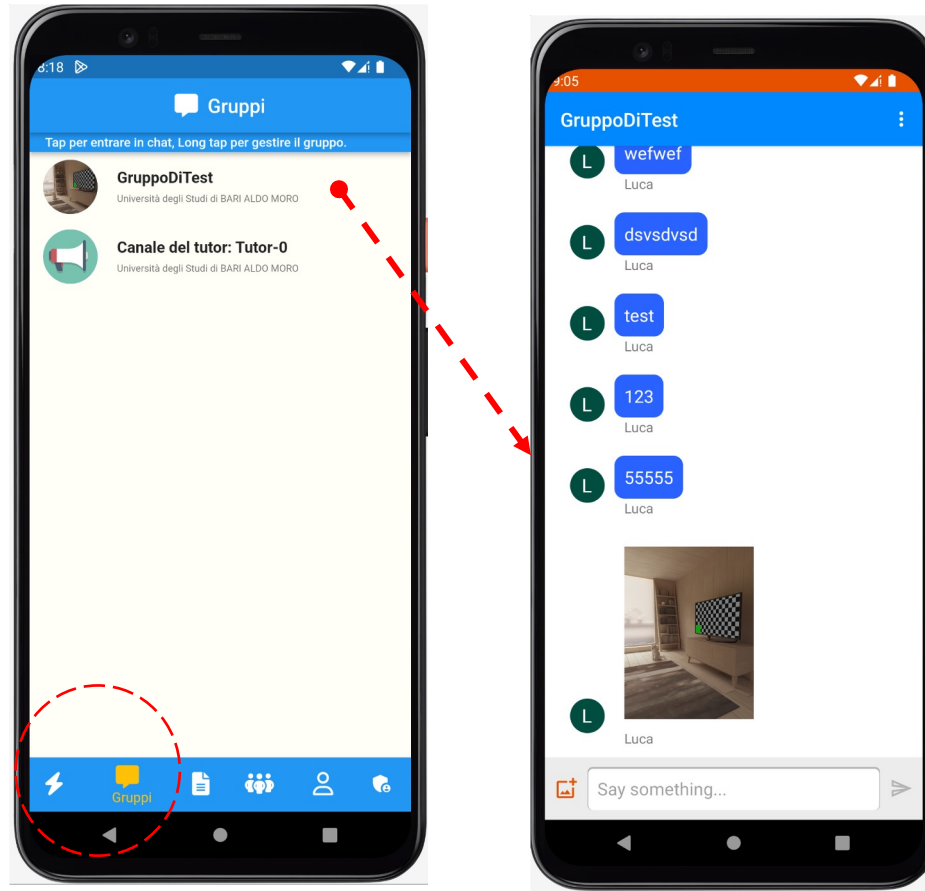 8:18
Gruppi
Tap per entrare in chat, Long tap per gestire il gruppo.
GruppoDiTest
Università degli Studi di BARI ALDO MORO
Canale del tutor: Tutor-0
Università degli Studi di BARI ALDO MORO
Gruppi
9:05
GruppoDiTest
L
wefwef
Luca
L
dsvsdvsd
Luca
L
test
Luca
L
123
Luca
L
55555
Luca
L
Luca
Say something...